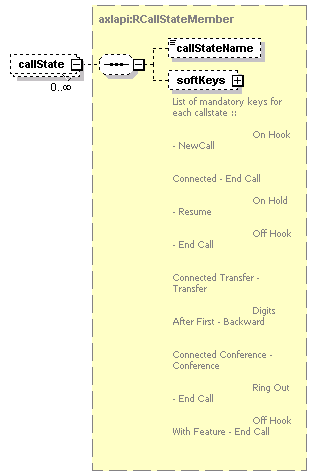 axlapi:RCallStateMember
callState
0..∞
callStateName
softKeys
List of mandatory keys for
each callstate ::
On Hook
- NewCall
Connected - End Call
On Hold
- Resume
Off Hook
- End Call
Connected Transfer -
Transfer
Digits
After First - Backward
Connected Conference -
Conference
Ring Out
- End Call
Off Hook
With Feature - End Call